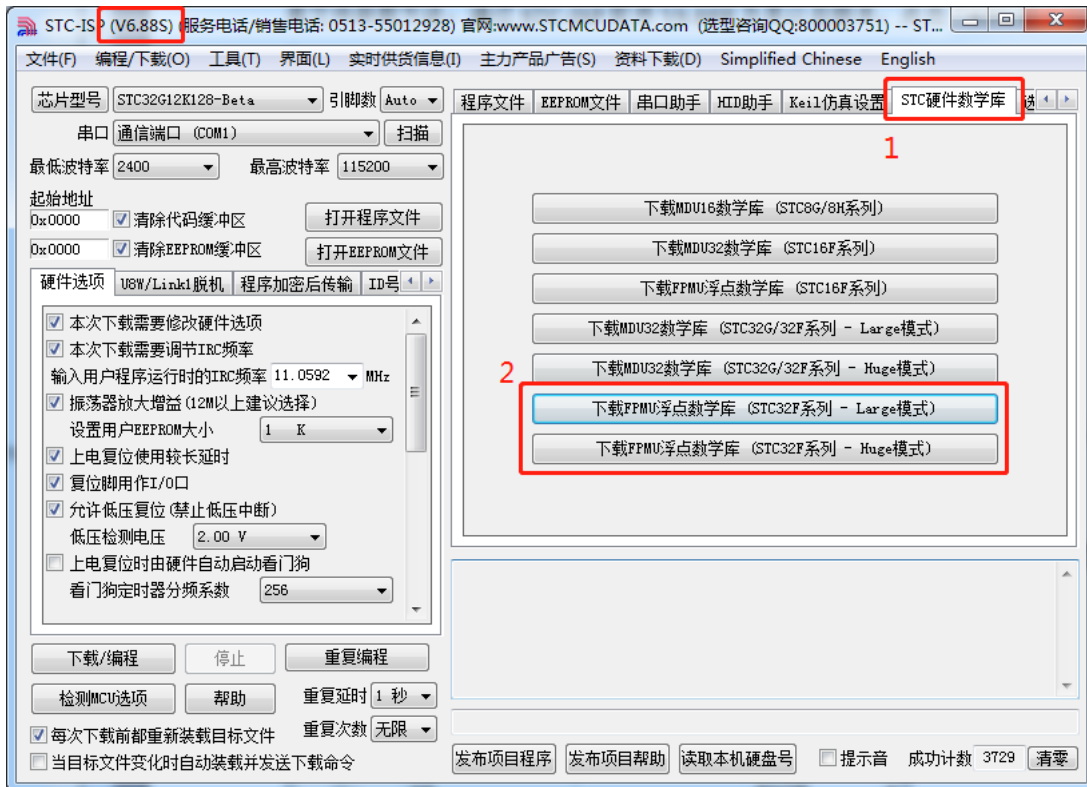 STC-ISP (V6.88S) (服务电话/销售电话: 0513-55012928) 官网:www.STCMCUDATA.com (选型咨询QQ:800003751) -- ST...
文件(F) 编程/下载(O) 工具(T) 界面(L) 实时供货信息(I) 主力产品广告(S) 资料下载(D) Simplified Chinese English
芯片型号 STC32G12K128-Beta 引脚数 Auto
串口 通信端口 (COM1) 扫描
最低波特率 2400 最高波特率 115200
起始地址
0x0000 清除代码缓冲区 打开程序文件
0x0000 清除EEPROM缓冲区 打开EEPROM文件
硬件选项 U8W/Link1脱机 程序加密后传输 ID号
本次下载需要修改硬件选项
本次下载需要调节IRC频率
输入用户程序运行时的IRC频率 11.0592 MHz
振荡器放大增益(12M以上建议选择)
设置用户EEPROM大小 1 K
上电复位使用较长延时
复位脚用作I/O口
允许低压复位(禁止低压中断)
低压检测电压 2.00 V
上电复位时由硬件自动启动看门狗
看门狗定时器分频系数 256
下载/编程 停止 重复编程
检测MCU选项 帮助 重复延时 1 秒
每次下载前都重新装载目标文件 重复次数 无限
当目标文件变化时自动装载并发送下载命令
程序文件 EEPROM文件 串口助手 HID助手 Keil仿真设置 STC硬件数学库
1
下载MDU16数学库 (STC8G/8H系列)
下载MDU32数学库 (STC16F系列)
下载FPMU浮点数学库 (STC16F系列)
下载MDU32数学库 (STC32G/32F系列 - Large模式)
下载MDU32数学库 (STC32G/32F系列 - Huge模式)
2
下载FPMU浮点数学库 (STC32F系列 - Large模式)
下载FPMU浮点数学库 (STC32F系列 - Huge模式)
发布项目程序 发布项目帮助 读取本机硬盘号 提示音 成功计数 3729 清零